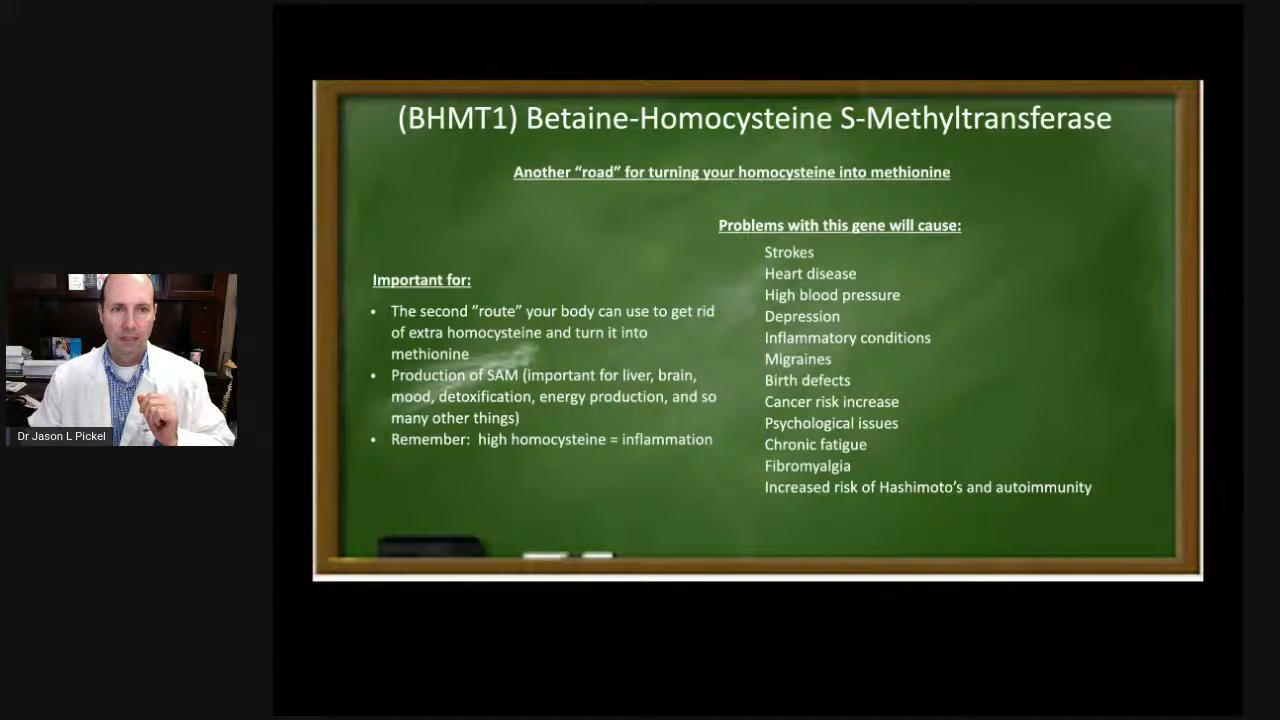 (BHMT1) Betaine-Homocysteine S-Methyltransferase
Another “road” for turning your homocysteine into methionine
Important for:
• The second ”route” your body can use to get rid
of extra homocysteine and turn it into
methionine
• Production of SAM (important for liver, brain,
mood, detoxification, energy production, and so
many other things)
• Remember: high homocysteine = inflammation
Problems with this gene will cause:
Strokes
Heart disease
High blood pressure
Depression
Inflammatory conditions
Migraines
Birth defects
Cancer risk increase
Psychological issues
Chronic fatigue
Fibromyalgia
Increased risk of Hashimoto’s and autoimmunity
Dr Jason L Pickel